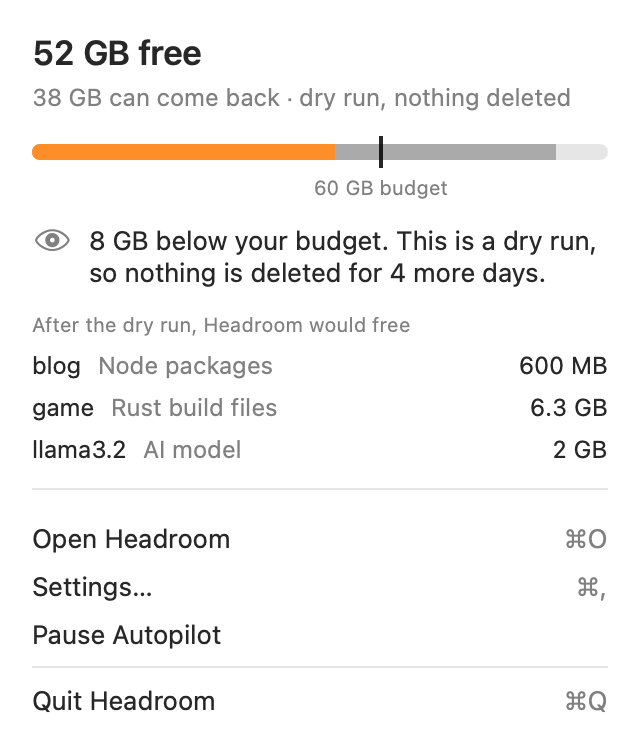 52 GB free
38 GB can come back · dry run, nothing deleted
60 GB budget
8 GB below your budget. This is a dry run,
so nothing is deleted for 4 more days.
After the dry run, Headroom would free
blog Node packages 600 MB
game Rust build files 6.3 GB
llama3.2 AI model 2 GB
Open Headroom ⌘O
Settings... ⌘,
Pause Autopilot
Quit Headroom ⌘Q